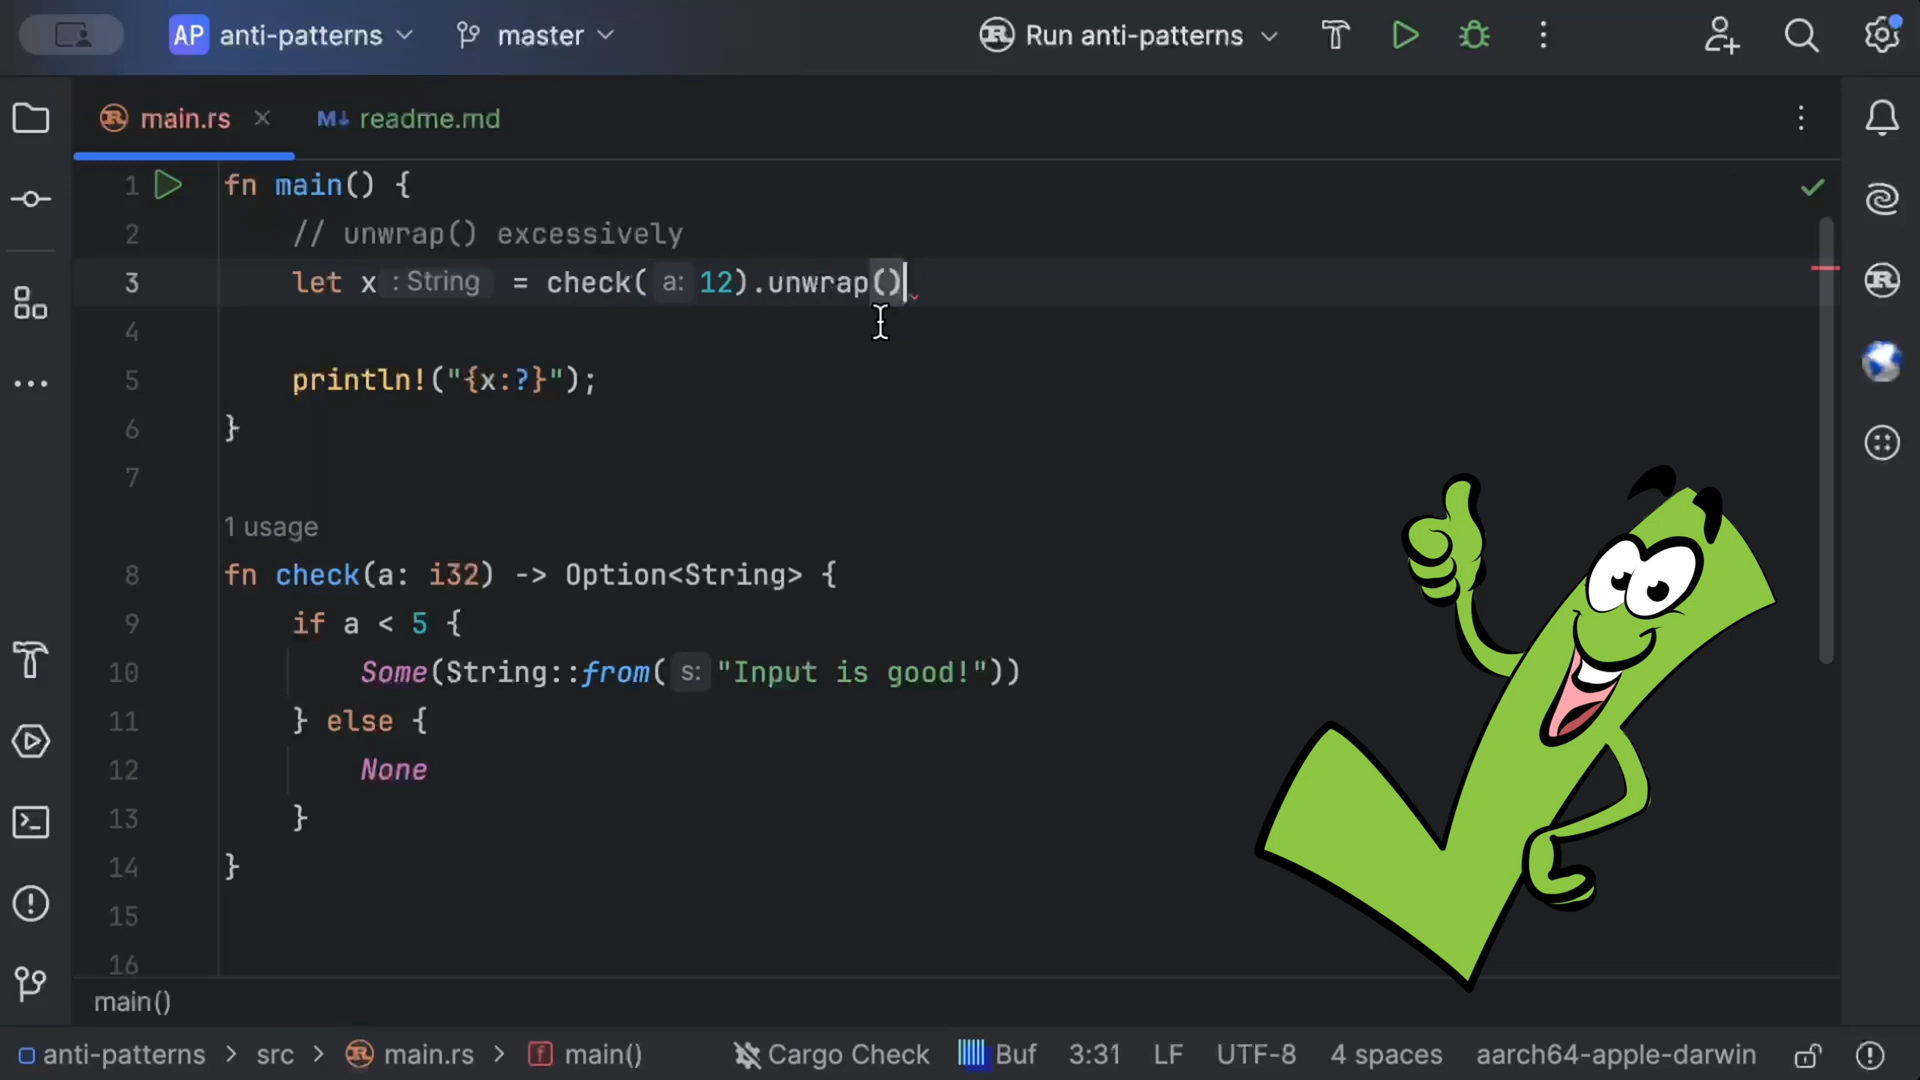 AP anti-patterns master Run anti-patterns
main.rs readme.md
1 fn main() {
2 // unwrap() excessively
3 let x : String = check( a: 12).unwrap()
4
5 println!("{x:?}");
6 }
7
1 usage
8 fn check(a: i32) -> Option<String> {
9 if a < 5 {
10 Some(String::from( s: "Input is good!"))
11 } else {
12 None
13 }
14 }
15
16
main()
anti-patterns > src > main.rs > main() Cargo Check Buf 3:31 LF UTF-8 4 spaces aarch64-apple-darwin